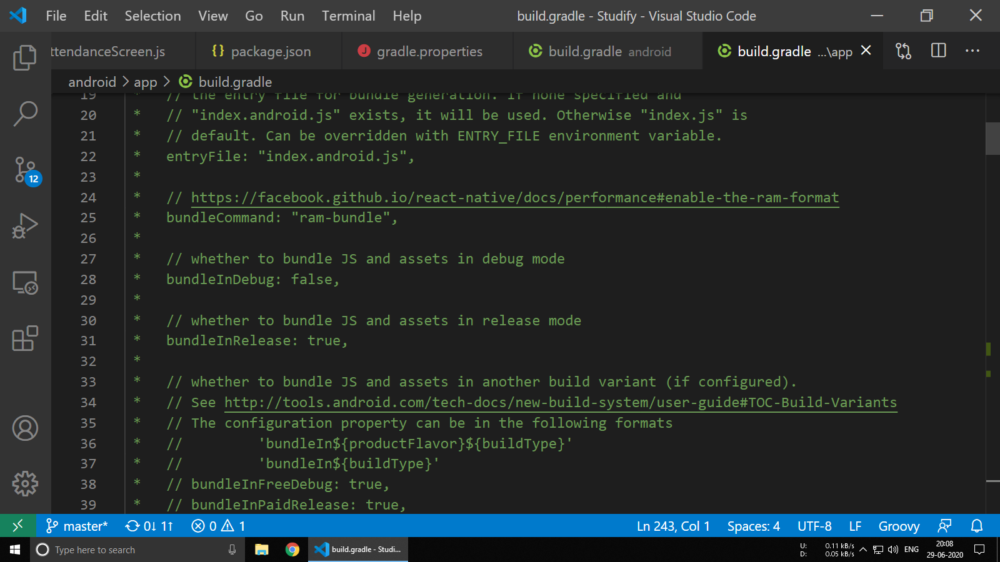 File Edit Selection View Go Run Terminal Help build.gradle - Studify - Visual Studio Code
ttendanceScreen.js {} package.json J gradle.properties build.gradle android build.gradle ...\app
android > app > build.gradle
19 * // the entry file for bundle generation. If none specified and
20 * // "index.android.js" exists, it will be used. Otherwise "index.js" is
21 * // default. Can be overridden with ENTRY_FILE environment variable.
22 * entryFile: "index.android.js",
23 *
24 * // https://facebook.github.io/react-native/docs/performance#enable-the-ram-format
25 * bundleCommand: "ram-bundle",
26 *
27 * // whether to bundle JS and assets in debug mode
28 * bundleInDebug: false,
29 *
30 * // whether to bundle JS and assets in release mode
31 * bundleInRelease: true,
32 *
33 * // whether to bundle JS and assets in another build variant (if configured).
34 * // See http://tools.android.com/tech-docs/new-build-system/user-guide#TOC-Build-Variants
35 * // The configuration property can be in the following formats
36 * // 'bundleIn${productFlavor}${buildType}'
37 * // 'bundleIn${buildType}'
38 * // bundleInFreeDebug: true,
39 * // bundleInPaidRelease: true,
12
master* 0↓ 1↑ 0 1 Ln 243, Col 1 Spaces: 4 UTF-8 LF Groovy
Type here to search build.gradle - Studi...
U: 0.11 kB/s
D: 0.05 kB/s
ENG
20:08
29-06-2020